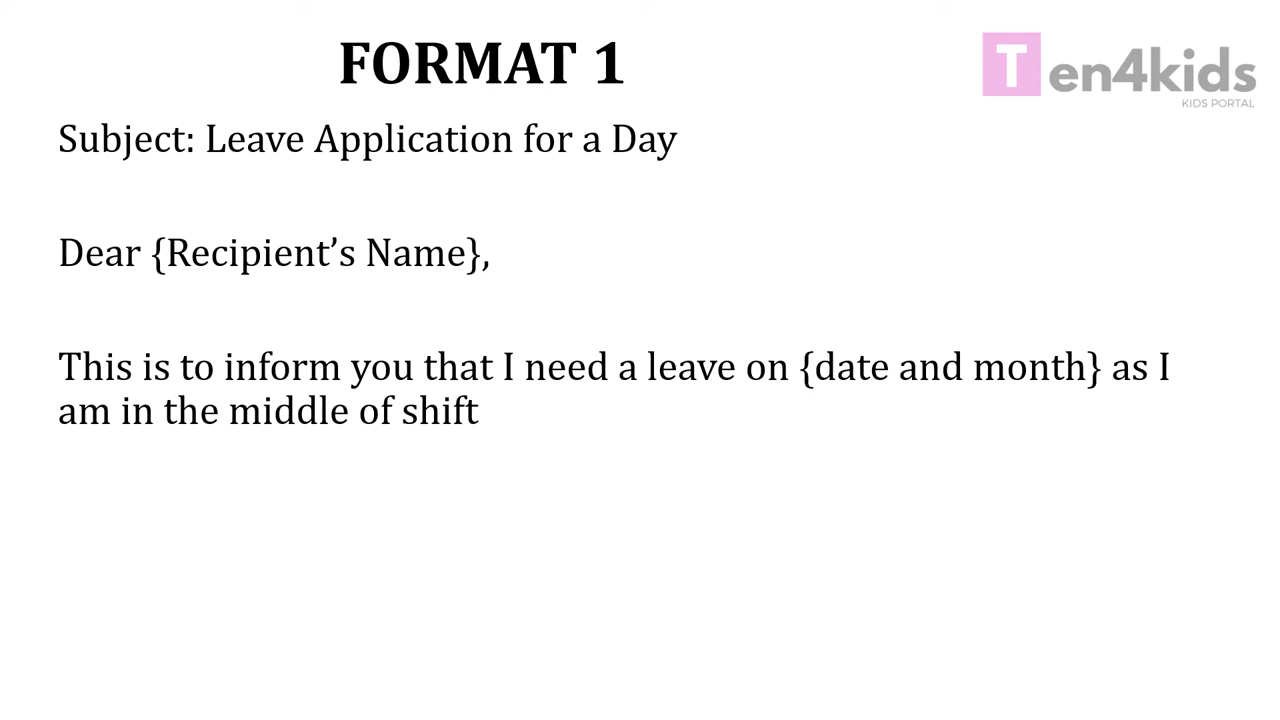 FORMAT 1
Ten4kids
KIDS PORTAL
Subject: Leave Application for a Day
Dear {Recipient’s Name},
This is to inform you that I need a leave on {date and month} as I
am in the middle of shift